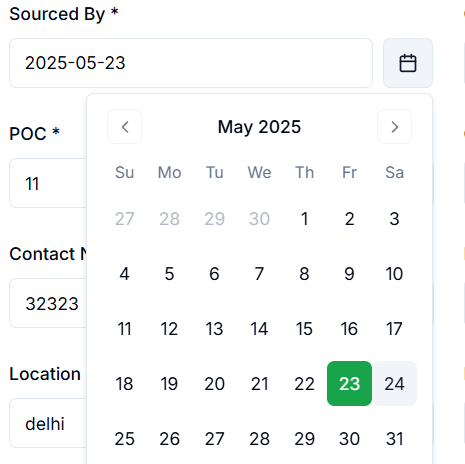 Sourced By *
2025-05-23
May 2025
POC *
Su Mo Tu We Th Fr Sa
11
27 28 29 30 1 2 3
Contact N
4 5 6 7 8 9 10
32323
11 12 13 14 15 16 17
Location
18 19 20 21 22 23 24
delhi
25 26 27 28 29 30 31